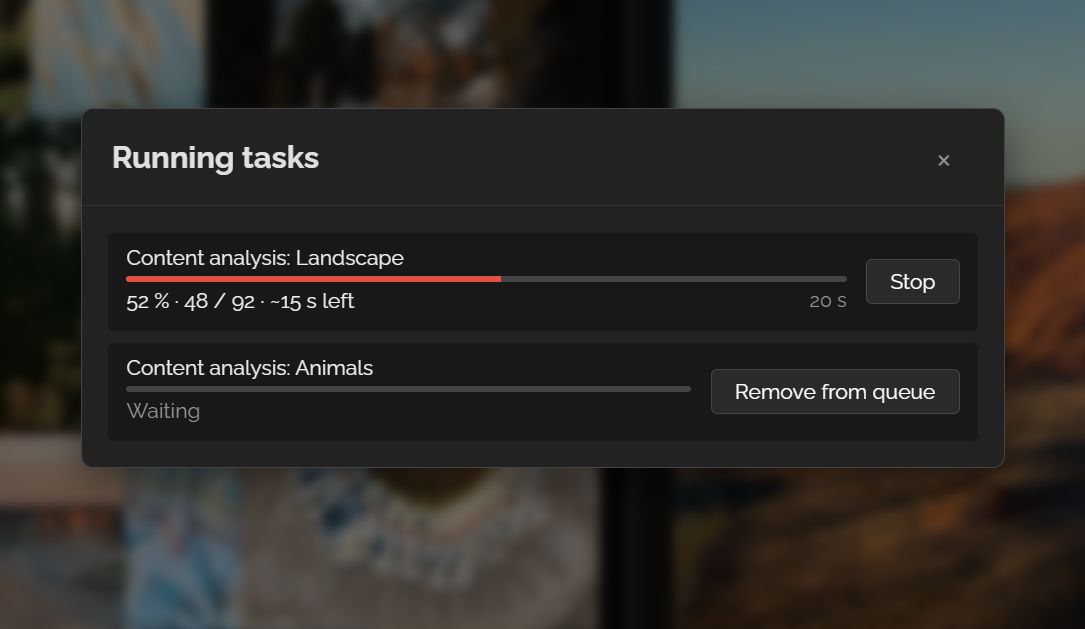 Running tasks
×
Content analysis: Landscape
52 % · 48 / 92 · ~15 s left
20 s
Stop
Content analysis: Animals
Waiting
Remove from queue